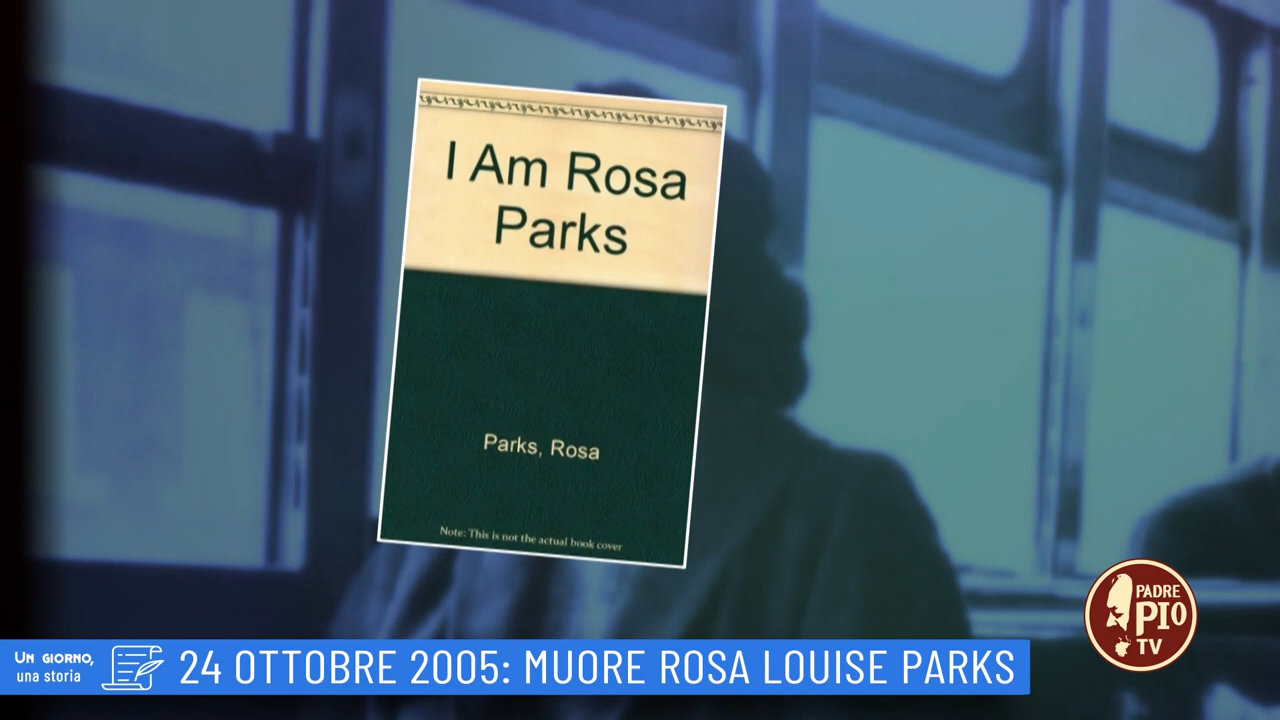 I Am Rosa
Parks
Parks, Rosa
Note: This is not the actual book cover
PADRE
PIO
TV
Un giorno,
una storia
24 OTTOBRE 2005: MUORE ROSA LOUISE PARKS